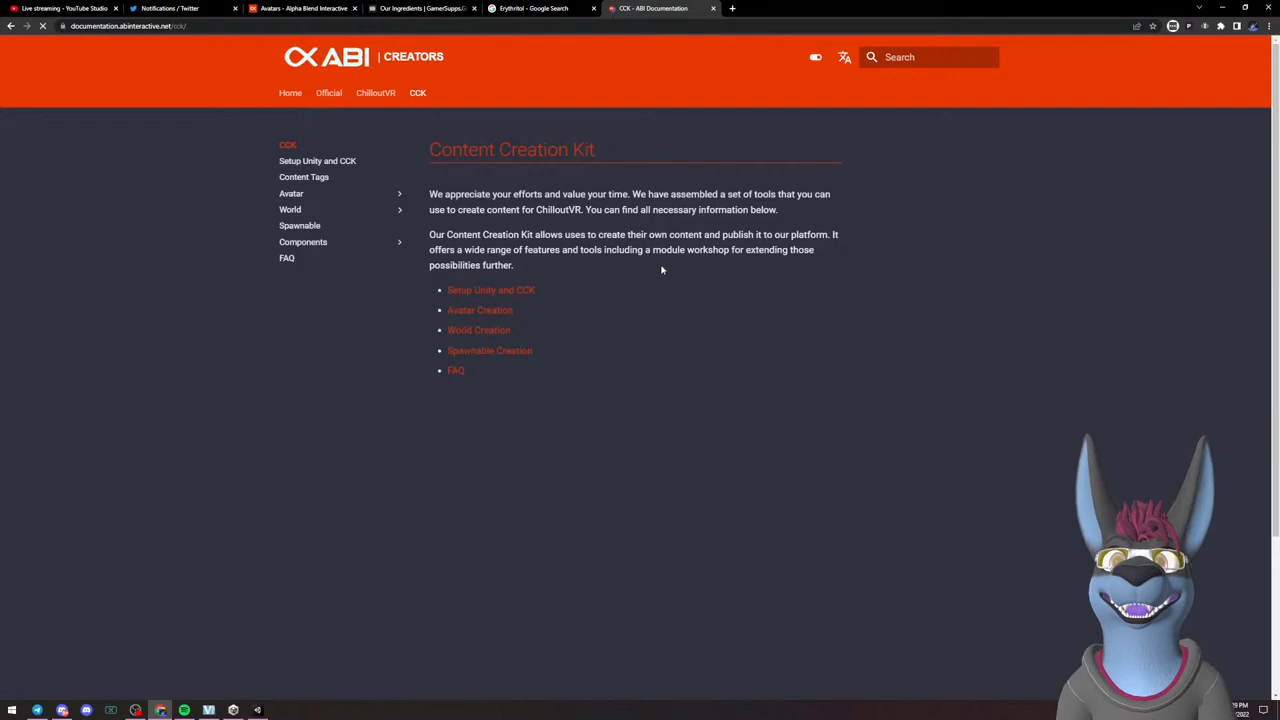 Live streaming - YouTube Studio
Notifications / Twitter
Avatars - Alpha Blend Interactive
Our Ingredients | GamerSupps.G
Erythritol - Google Search
CCK - ABI Documentation
documentation.abinteractive.net/cck/
ABI | CREATORS
Search
Home
Official
ChilloutVR
CCK
CCK
Setup Unity and CCK
Content Tags
Avatar
World
Spawnable
Components
FAQ
Content Creation Kit
We appreciate your efforts and value your time. We have assembled a set of tools that you can
use to create content for ChilloutVR. You can find all necessary information below.
Our Content Creation Kit allows uses to create their own content and publish it to our platform. It
offers a wide range of features and tools including a module workshop for extending those
possibilities further.
Setup Unity and CCK
Avatar Creation
World Creation
Spawnable Creation
FAQ
9 PM
/2022